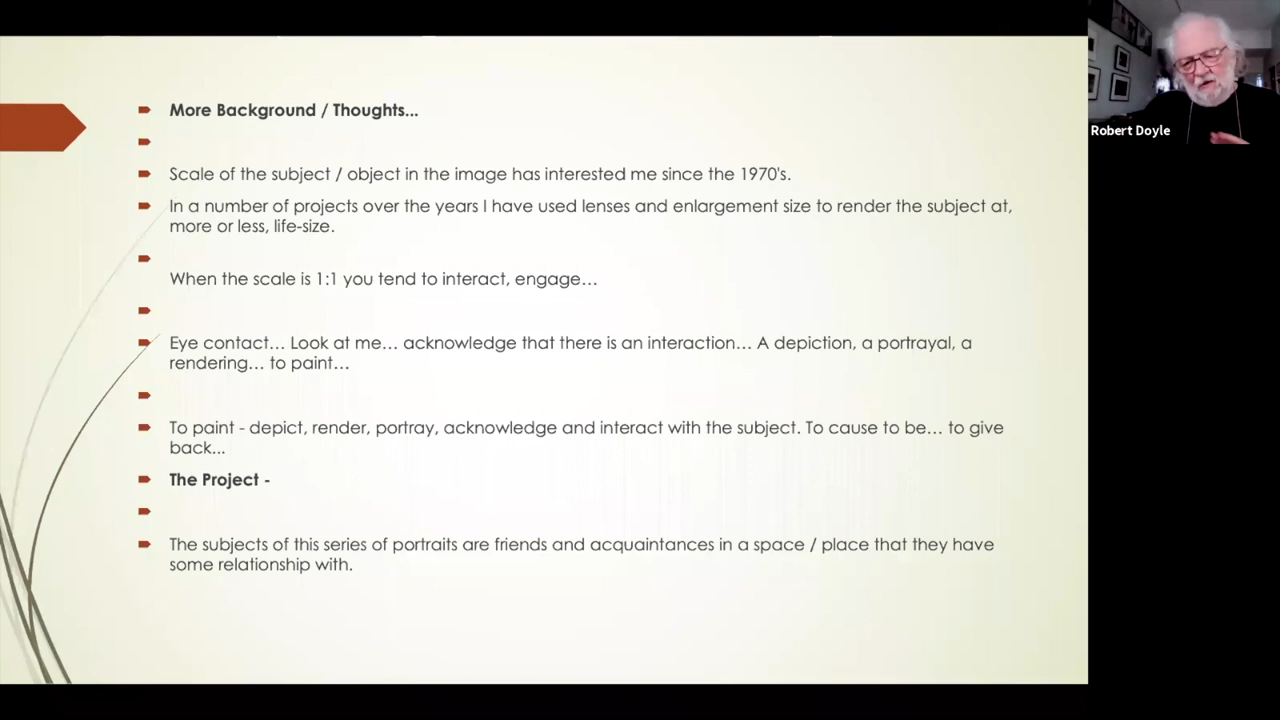 More Background / Thoughts...
Scale of the subject / object in the image has interested me since the 1970's.
In a number of projects over the years I have used lenses and enlargement size to render the subject at,
more or less, life-size.
When the scale is 1:1 you tend to interact, engage…
Eye contact… Look at me… acknowledge that there is an interaction… A depiction, a portrayal, a
rendering… to paint…
To paint - depict, render, portray, acknowledge and interact with the subject. To cause to be… to give
back...
The Project -
The subjects of this series of portraits are friends and acquaintances in a space / place that they have
some relationship with.
Robert Doyle